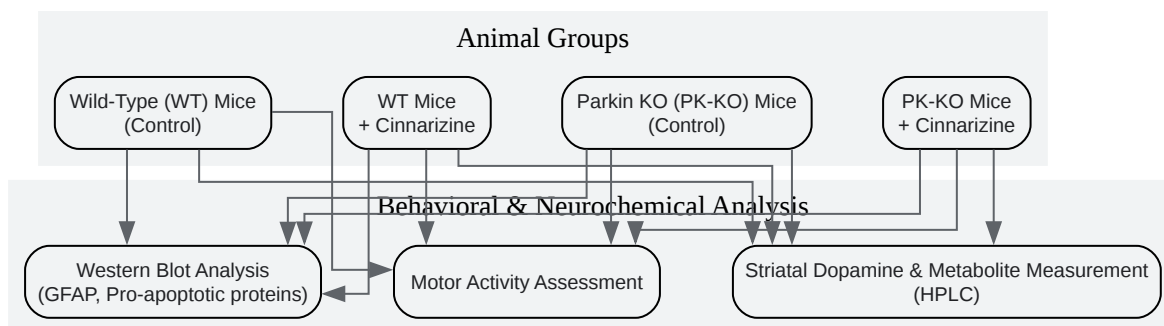 Animal Groups
Wild-Type (WT) Mice
(Control)
WT Mice
+ Cinnarizine
Parkin KO (PK-KO) Mice
(Control)
PK-KO Mice
+ Cinnarizine
Behavioral & Neurochemical Analysis
Western Blot Analysis
(GFAP, Pro-apoptotic proteins)
Motor Activity Assessment
Striatal Dopamine & Metabolite Measurement
(HPLC)